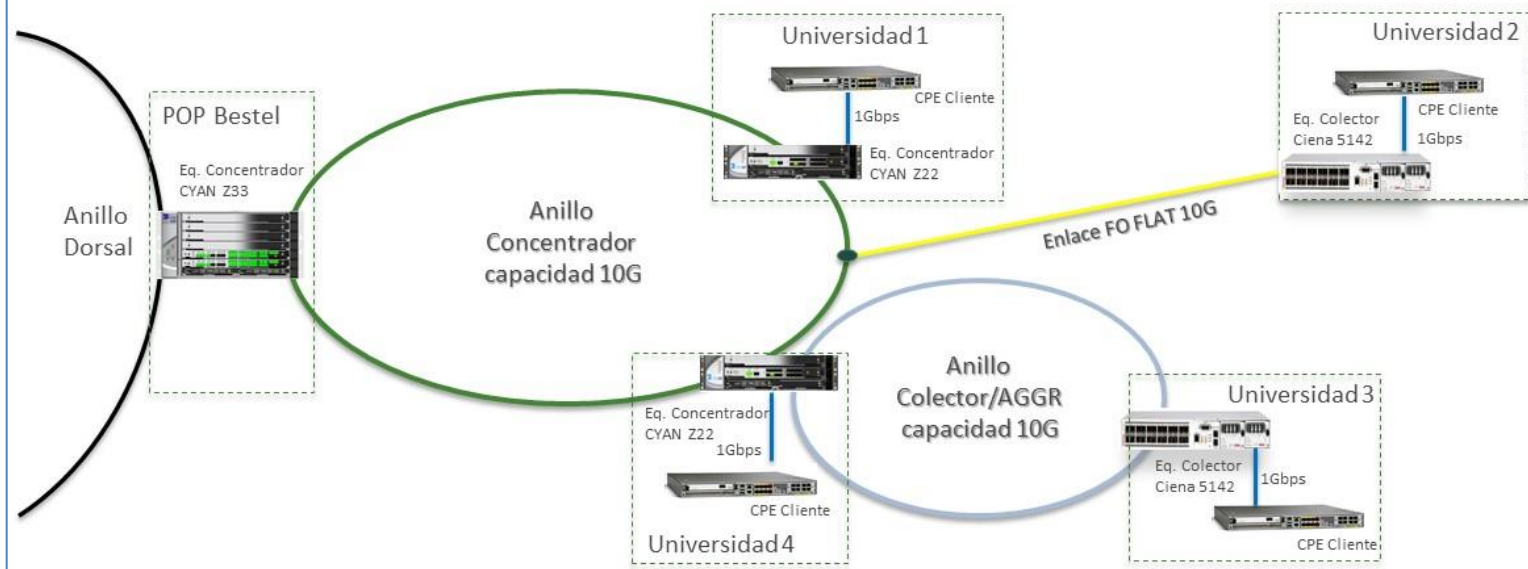 POP Bestel
Eq. Concentrador
CYAN Z33
Anillo
Dorsal
Anillo
Concentrador
capacidad 10G
Universidad 1
CPE Cliente
1Gbps
Eq. Concentrador
CYAN Z22
Universidad 2
CPE Cliente
Eq. Colector
Ciena 5142
1Gbps
Enlace FO FLAT 10G
Eq. Concentrador
CYAN Z22
1Gbps
CPE Cliente
Universidad 4
Anillo
Colector/AGGR
capacidad 10G
Universidad 3
Eq. Colector
Ciena 5142
1Gbps
CPE Cliente